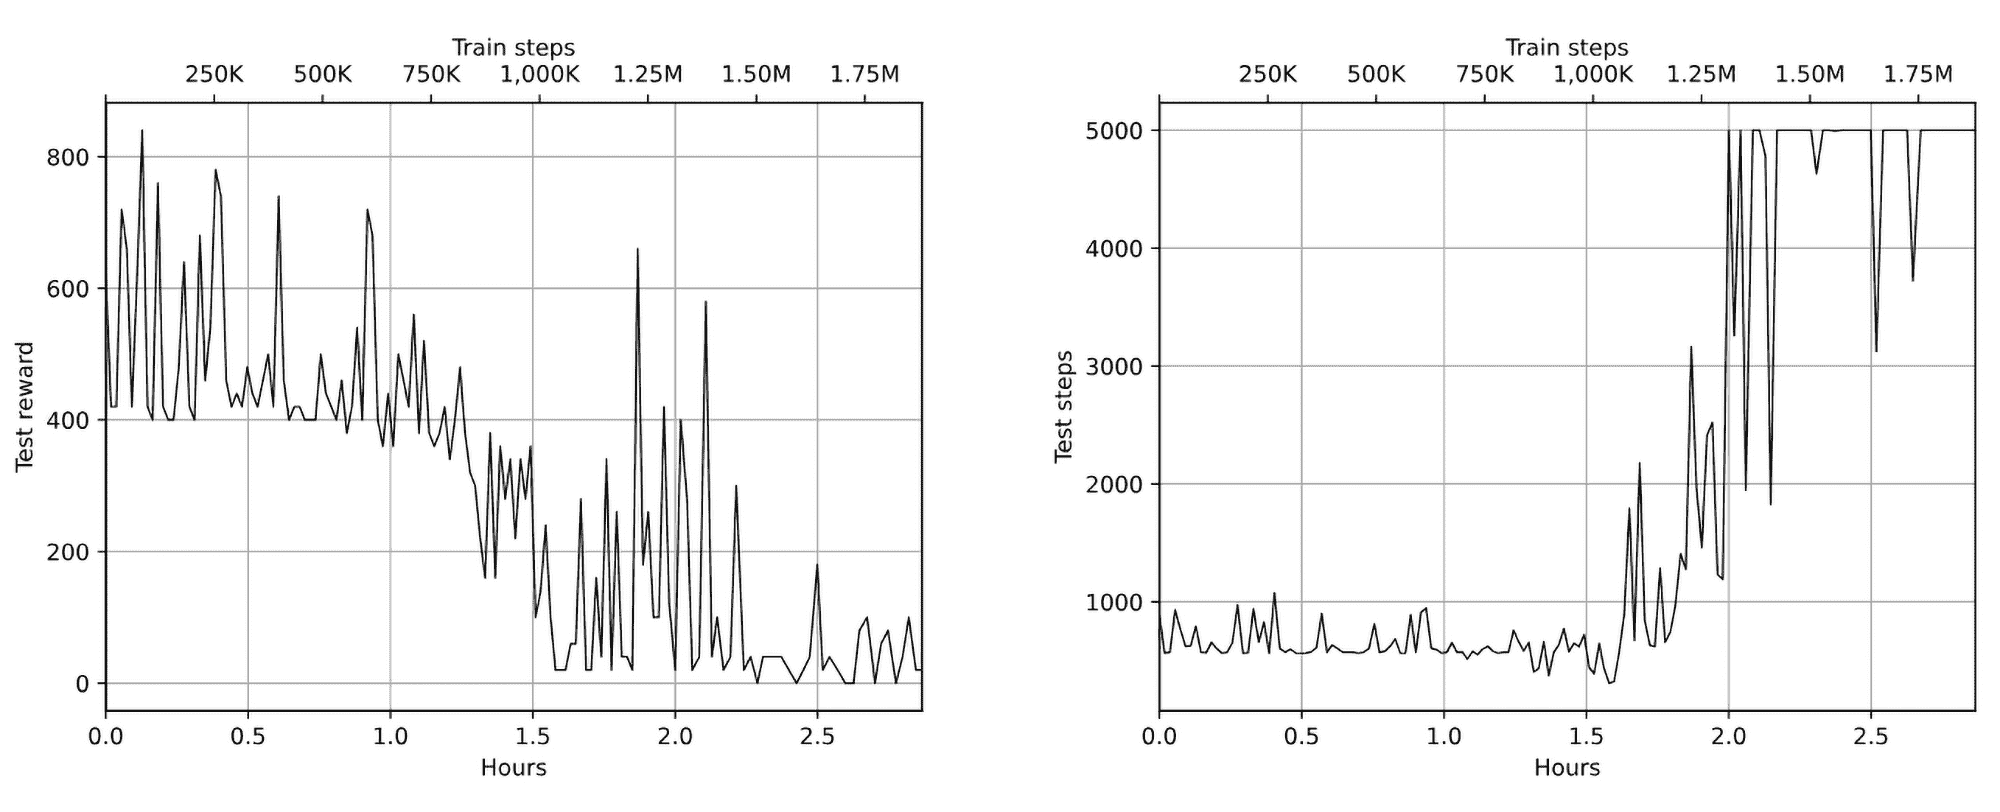 Train steps
250K 500K 750K 1,000K 1.25M 1.50M 1.75M
800
600
400
200
0
Test reward
0.0 0.5 1.0 1.5 2.0 2.5
Hours
Train steps
250K 500K 750K 1,000K 1.25M 1.50M 1.75M
5000
4000
3000
2000
1000
Test steps
0.0 0.5 1.0 1.5 2.0 2.5
Hours